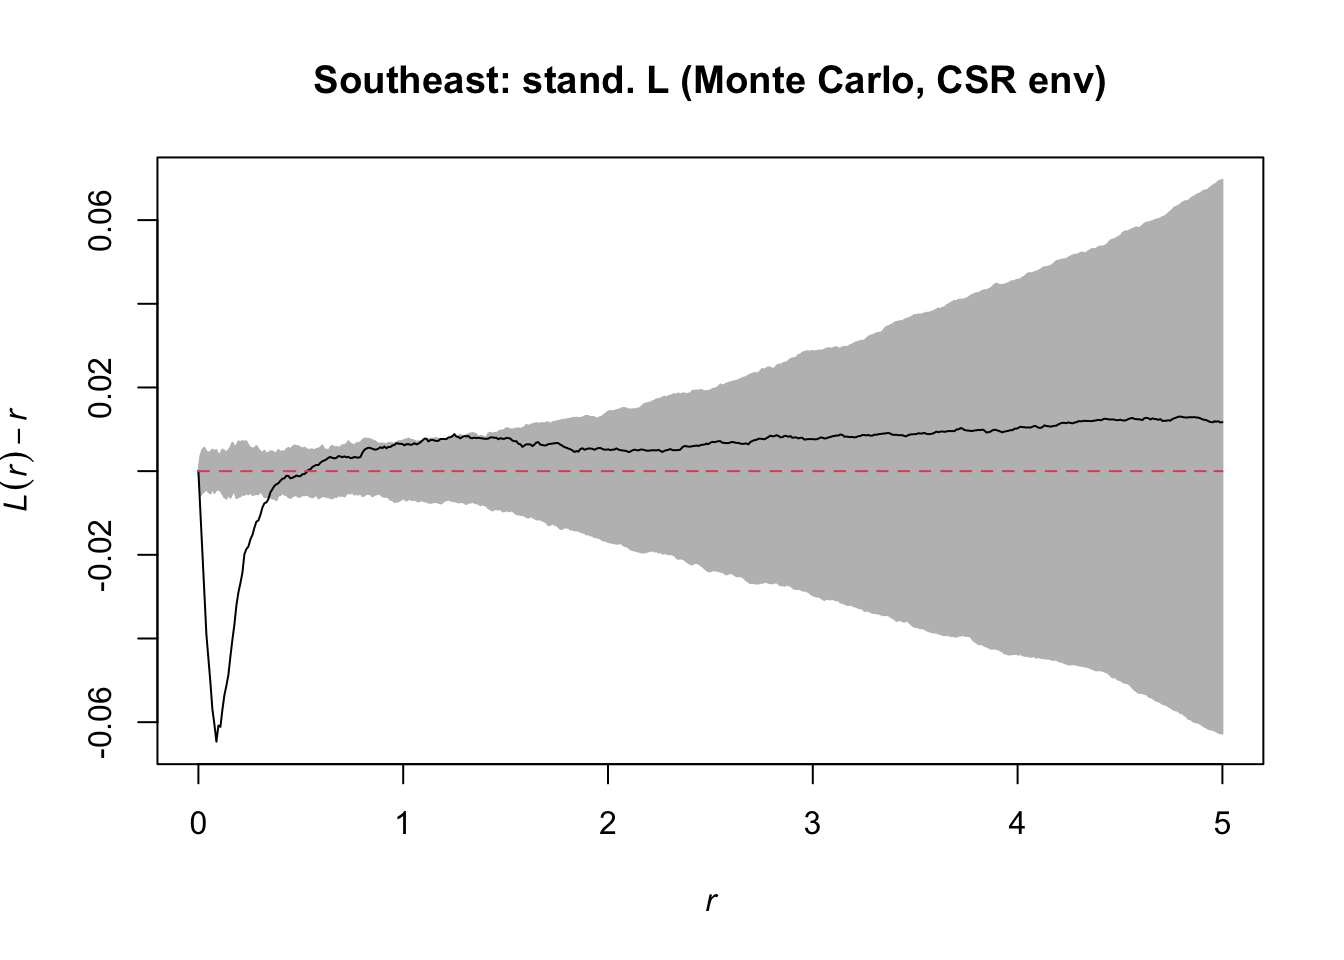 Southeast: stand. L (Monte Carlo, CSR env)
L(r) − r
0.06
0.02
-0.02
-0.06
0 1 2 3 4 5
r